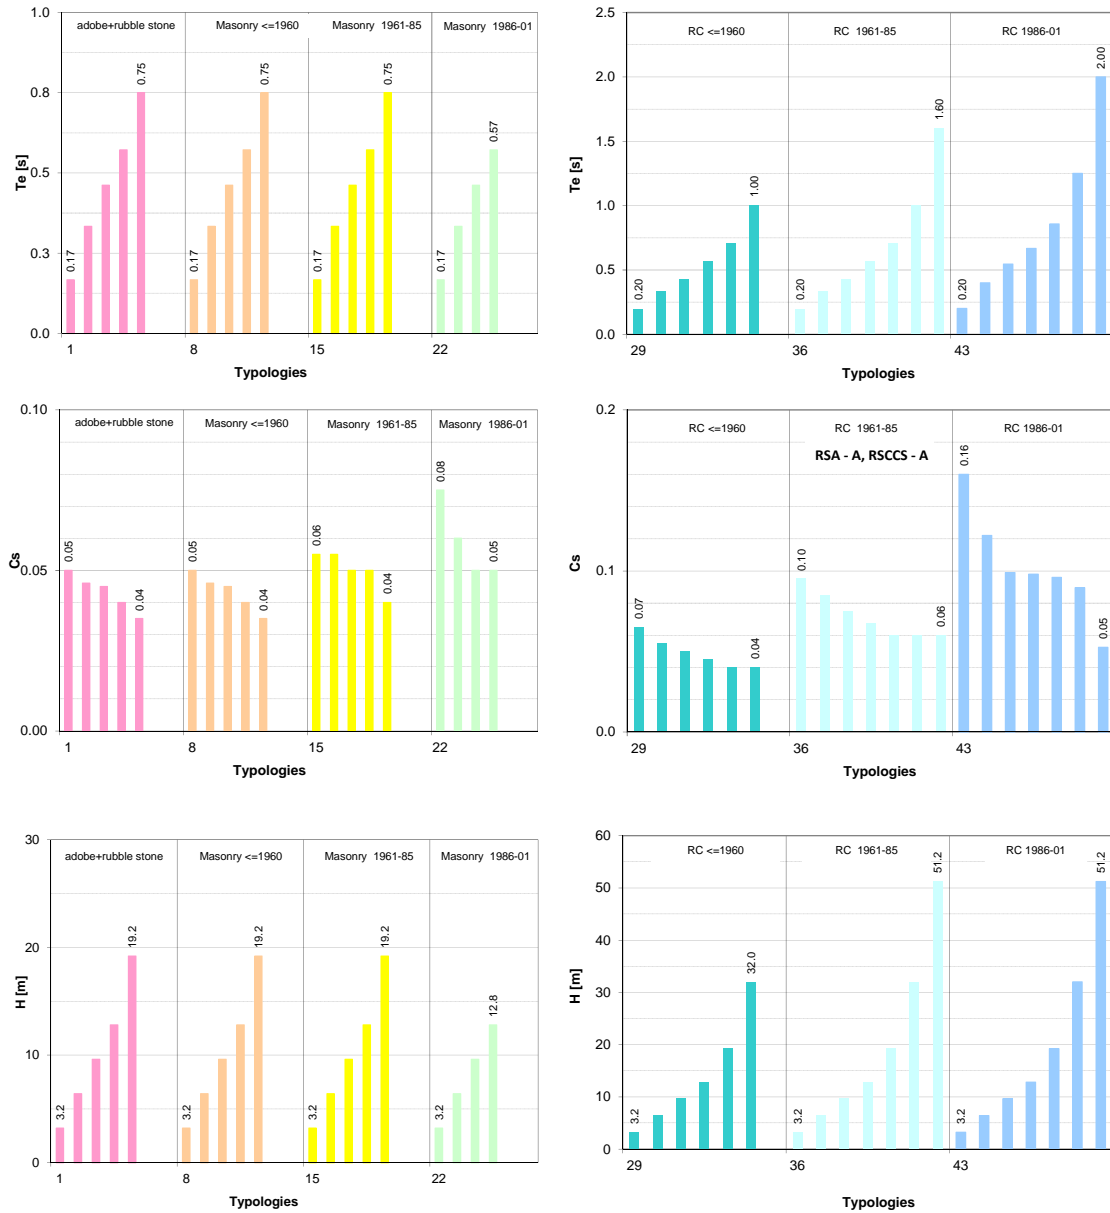 adobe+rubble stone Masonry <=1960 Masonry 1961-85 Masonry 1986-01
1.0
0.8
0.5
0.3
0.0
Te [s]
0.17 0.75 0.17 0.75 0.17 0.75 0.17 0.57
1 8 15 22
Typologies
RC <=1960 RC 1961-85 RC 1986-01
2.5
2.0
1.5
1.0
0.5
0.0
Te [s]
0.20 1.00 0.20 1.60 0.20 2.00
29 36 43
Typologies
adobe+rubble stone Masonry <=1960 Masonry 1961-85 Masonry 1986-01
0.10
0.05
0.00
Cs
0.05 0.04 0.05 0.04 0.06 0.04 0.08 0.05
1 8 15 22
Typologies
RC <=1960 RC 1961-85 RC 1986-01
RSA - A, RSCCS - A
0.2
0.1
0.0
Cs
0.07 0.04 0.10 0.06 0.16 0.05
29 36 43
Typologies
adobe+rubble stone Masonry <=1960 Masonry 1961-85 Masonry 1986-01
30
20
10
0
H [m]
3.2 19.2 3.2 19.2 3.2 19.2 3.2 12.8
1 8 15 22
Typologies
RC <=1960 RC 1961-85 RC 1986-01
60
50
40
30
20
10
0
H [m]
3.2 32.0 3.2 51.2 3.2 51.2
29 36 43
Typologies